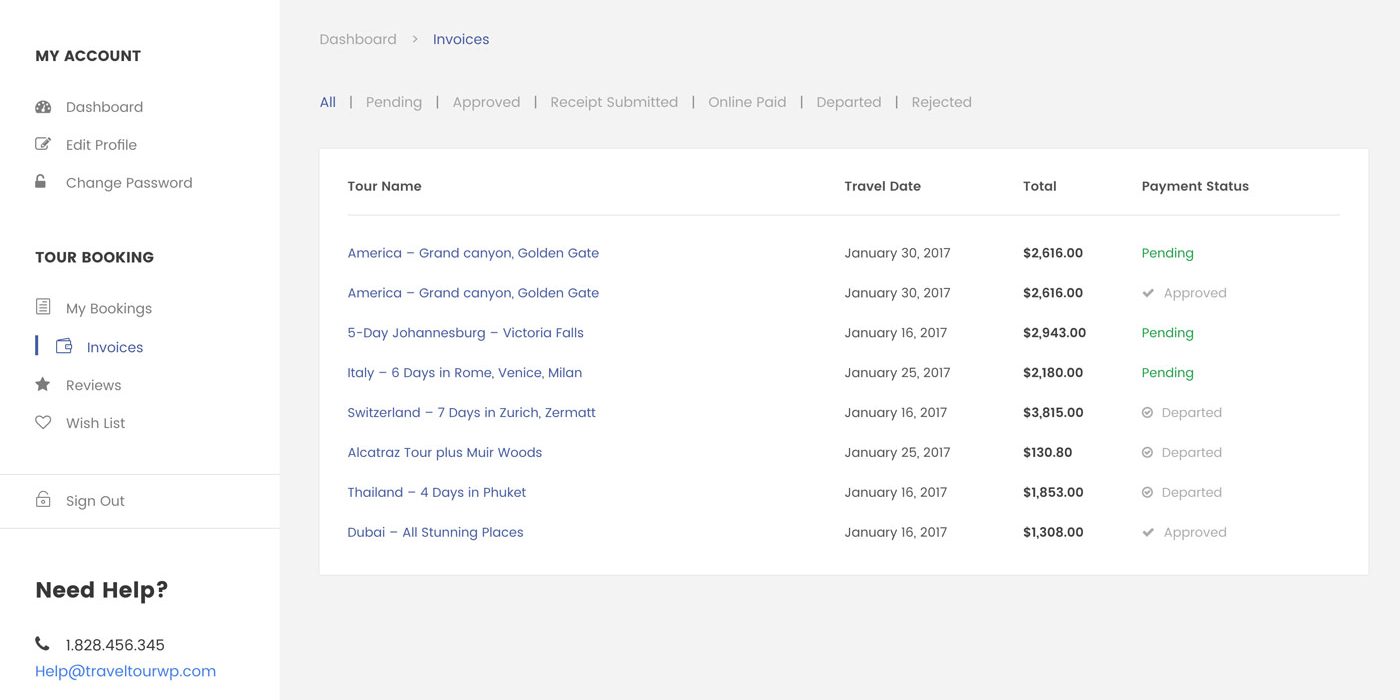 MY ACCOUNT
Dashboard
Edit Profile
Change Password
TOUR BOOKING
My Bookings
Invoices
Reviews
Wish List
Sign Out
Need Help?
1.828.456.345
Help@traveltourwp.com
Dashboard > Invoices
All | Pending | Approved | Receipt Submitted | Online Paid | Departed | Rejected
Tour Name Travel Date Total Payment Status
America – Grand canyon, Golden Gate January 30, 2017 $2,616.00 Pending
America – Grand canyon, Golden Gate January 30, 2017 $2,616.00 Approved
5-Day Johannesburg – Victoria Falls January 16, 2017 $2,943.00 Pending
Italy – 6 Days in Rome, Venice, Milan January 25, 2017 $2,180.00 Pending
Switzerland – 7 Days in Zurich, Zermatt January 16, 2017 $3,815.00 Departed
Alcatraz Tour plus Muir Woods January 25, 2017 $130.80 Departed
Thailand – 4 Days in Phuket January 16, 2017 $1,853.00 Departed
Dubai – All Stunning Places January 16, 2017 $1,308.00 Approved